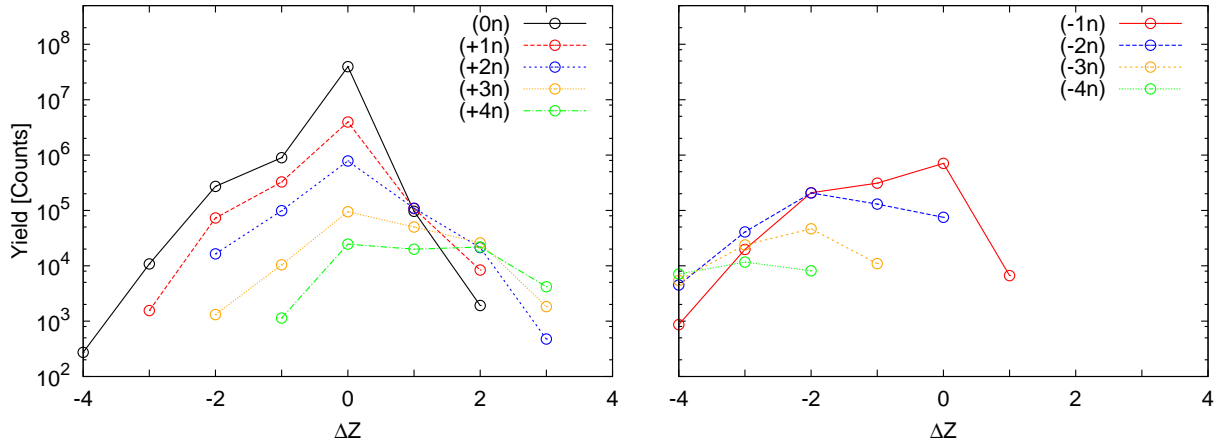 Yield [Counts]
10^8
10^7
10^6
10^5
10^4
10^3
10^2
-4 -2 0 2 4
ΔZ
(0n)
(+1n)
(+2n)
(+3n)
(+4n)
-4 -2 0 2 4
ΔZ
(-1n)
(-2n)
(-3n)
(-4n)